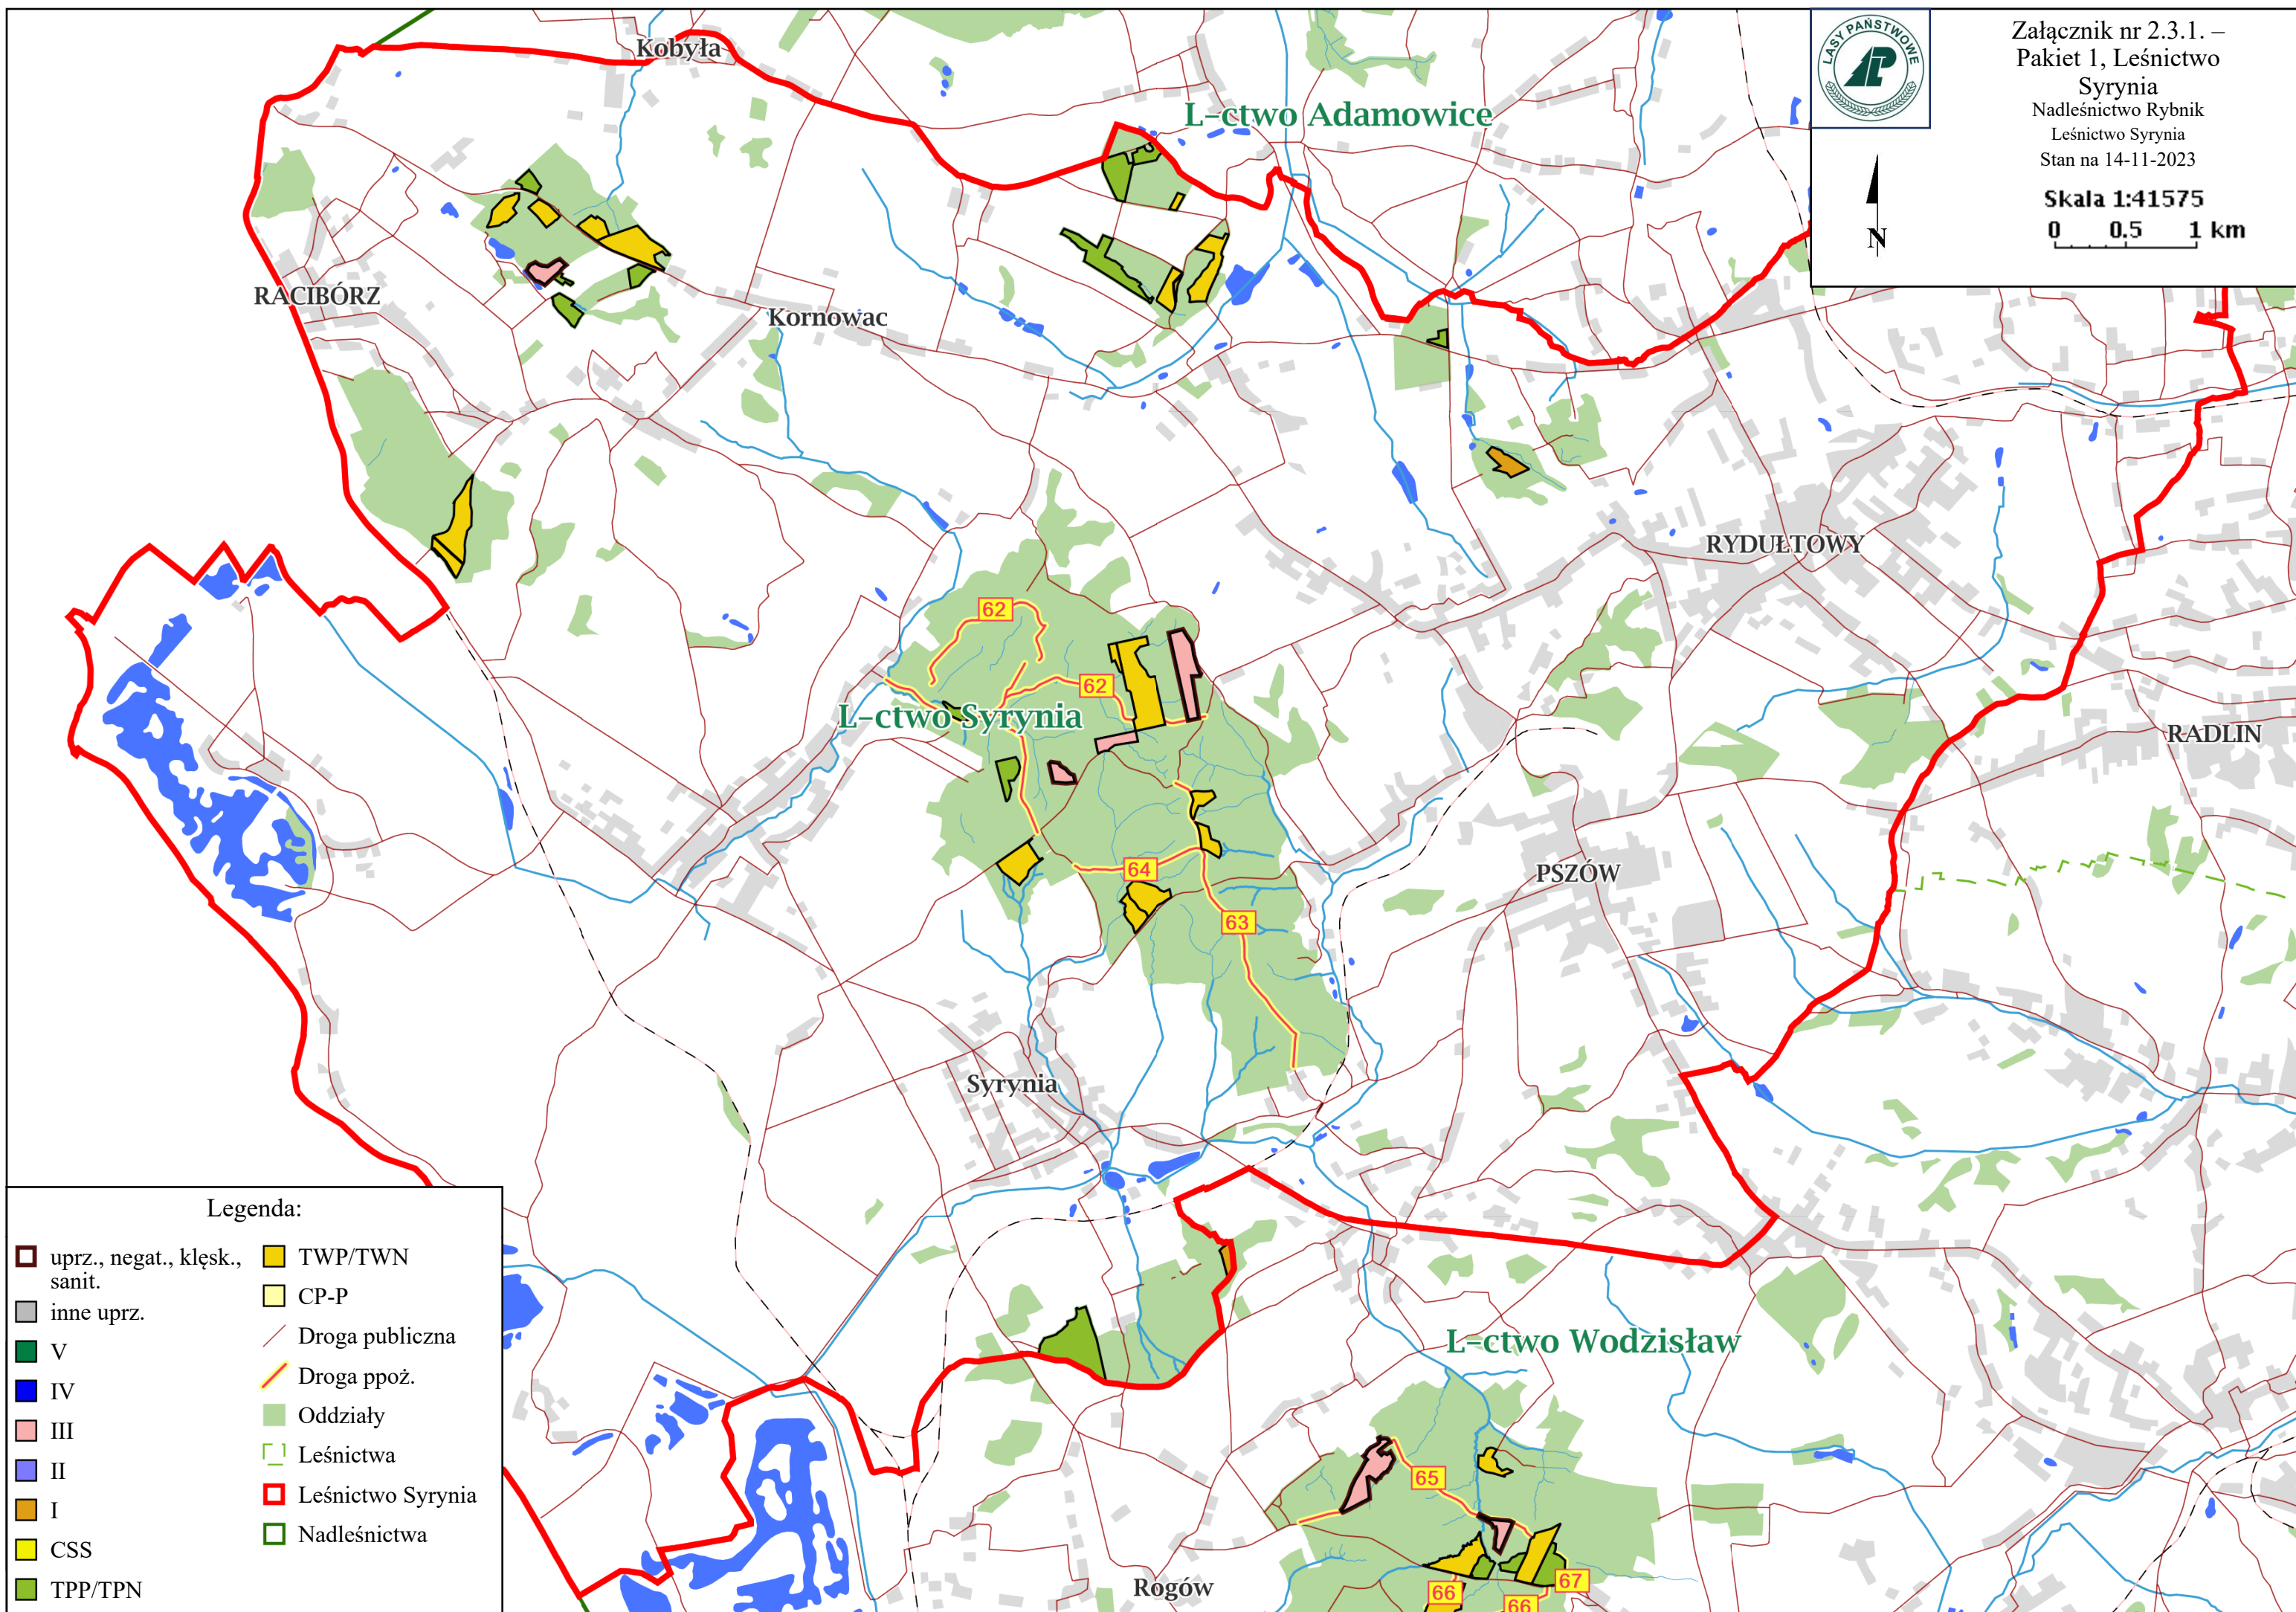 Kobyła
L-ctwo Adamowice
LASY PAŃSTWOWE
Załącznik nr 2.3.1. –
Pakiet 1, Leśnictwo
Syrynia
Nadleśnictwo Rybnik
Leśnictwo Syrynia
Stan na 14-11-2023
Skala 1:41575
0 0.5 1 km
N
RACIBÓRZ
Kornowac
RYDUŁTOWY
62
62
L-ctwo Syrynia
RADLIN
64
PSZÓW
63
Syrynia
L-ctwo Wodzisław
65
Rogów
66
67
66
Legenda:
uprz., negat., klęsk.,
sanit.
inne uprz.
V
IV
III
II
I
CSS
TPP/TPN
TWP/TWN
CP-P
Droga publiczna
Droga ppoż.
Oddziały
Leśnictwa
Leśnictwo Syrynia
Nadleśnictwa